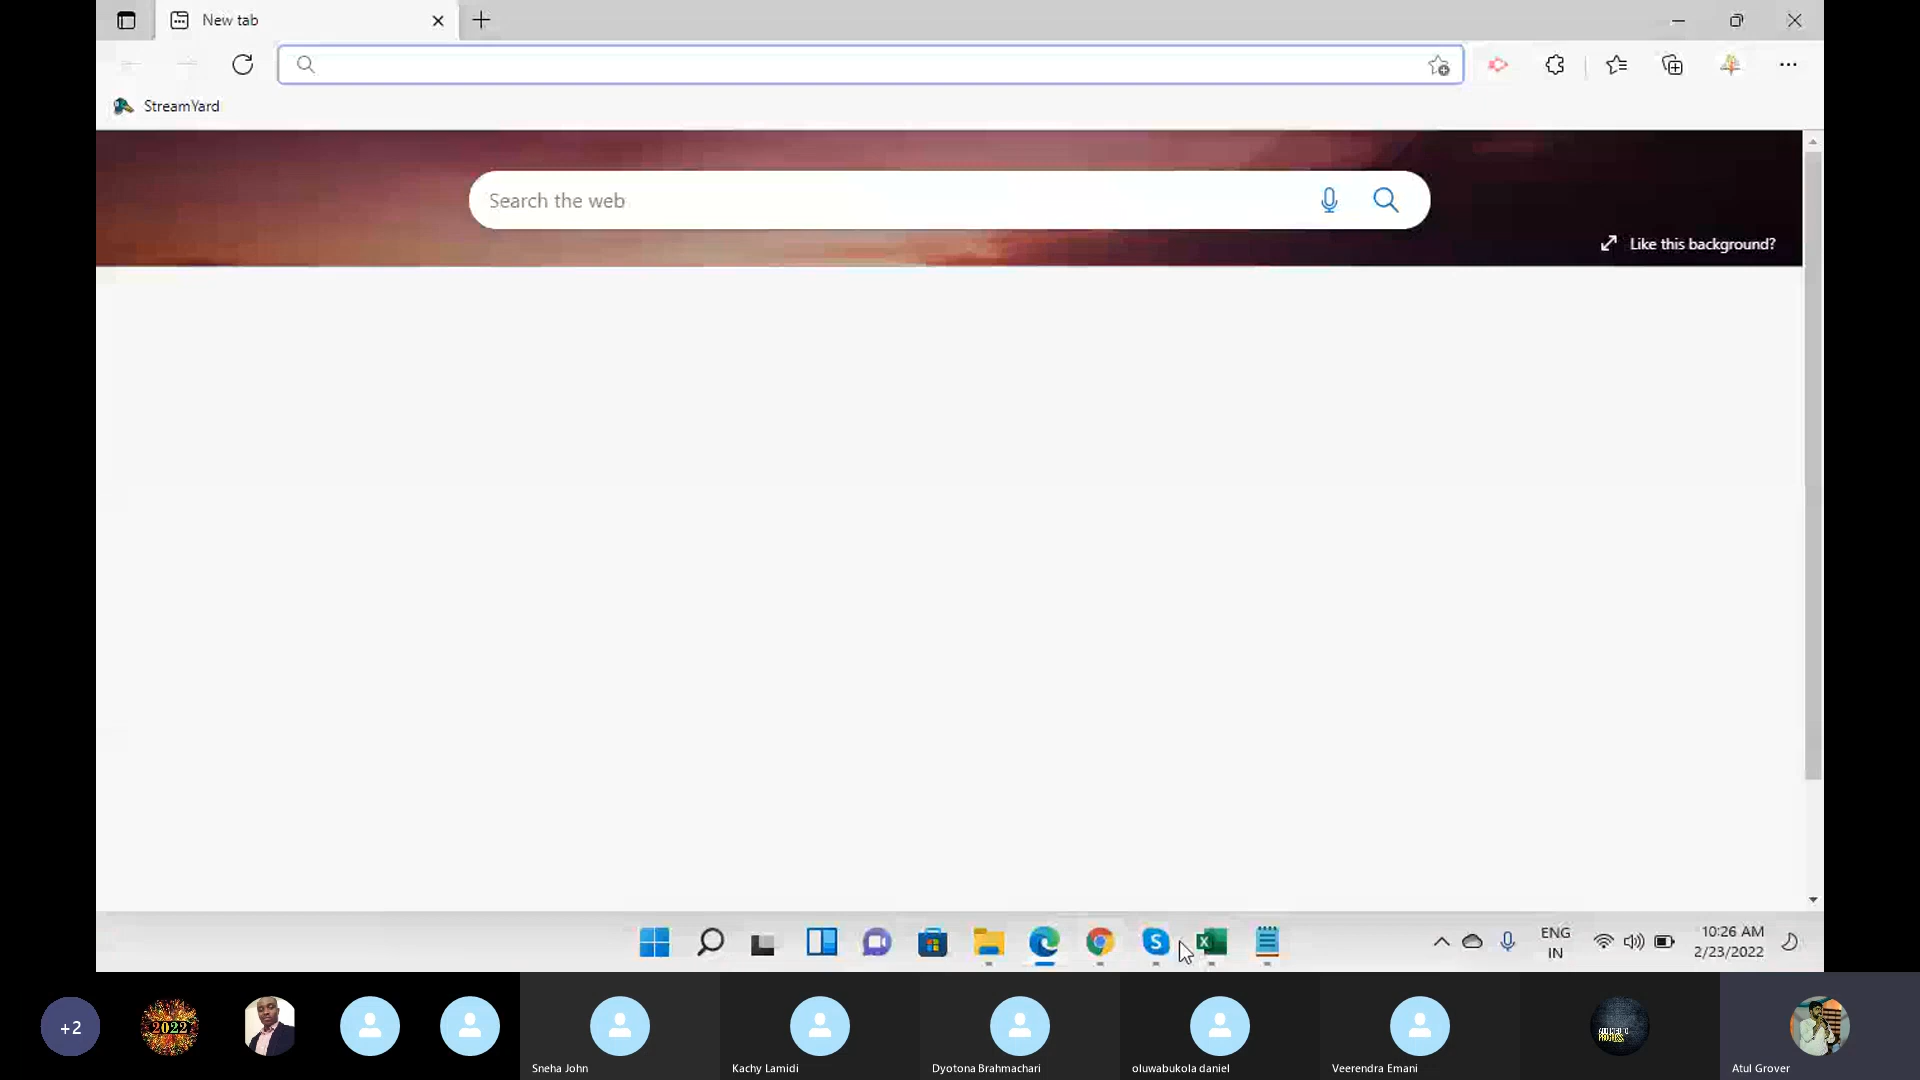 New tab
StreamYard
Search the web
Like this background?
ENG
IN
10:26 AM
2/23/2022
+2
2022
Sneha John
Kachy Lamidi
Dyotona Brahmachari
oluwabukola daniel
Veerendra Emani
Atul Grover